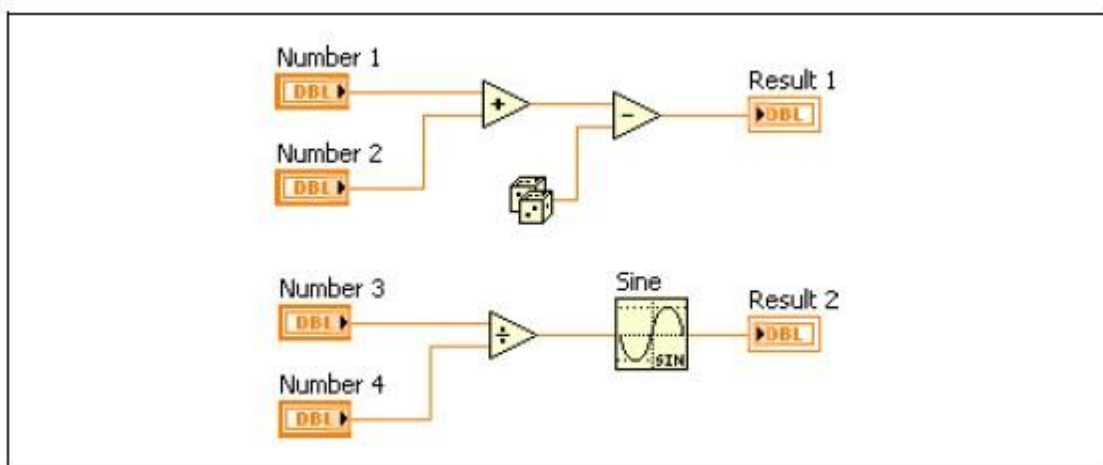 Number 1
DBL
+
-
Result 1
DBL
Number 2
DBL
Number 3
DBL
÷
Sine
SIN
Result 2
DBL
Number 4
DBL